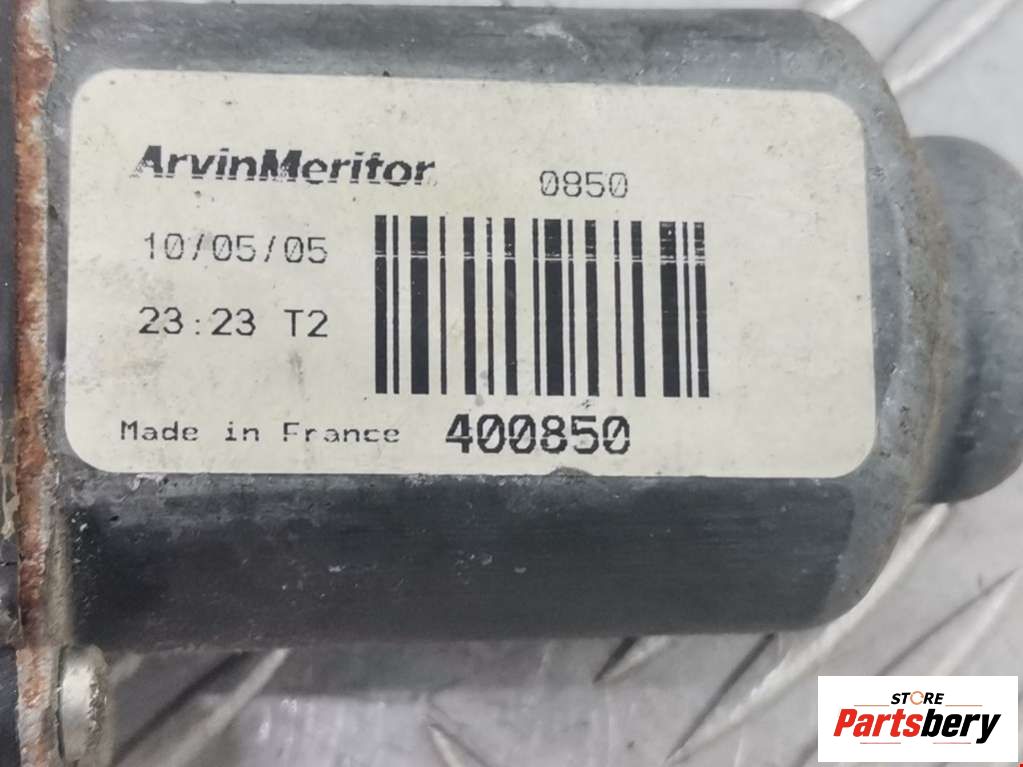 ArvinMeritor 0850
10/05/05
23:23 T2
Made in France 400850
STORE
Partsbery